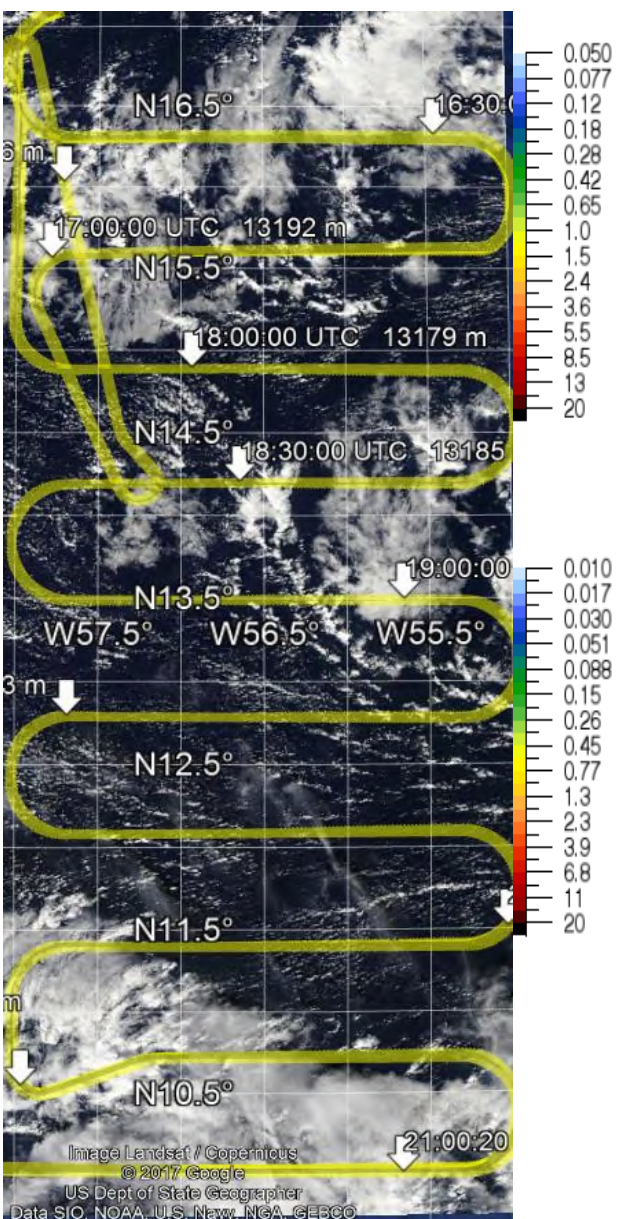 N16.5°
16:30:0
6 m
17:00:00 UTC 13192 m
N15.5°
18:00:00 UTC 13179 m
N14.5°
18:30:00 UTC 13185
19:00:00
N13.5°
W57.5° W56.5° W55.5°
3 m
N12.5°
2
N11.5°
m
N10.5°
21:00:20
Image Landsat / Copernicus
© 2017 Google
US Dept of State Geographer
Data SIO, NOAA, U.S. Navy, NGA, GEBCO
0.050
0.077
0.12
0.18
0.28
0.42
0.65
1.0
1.5
2.4
3.6
5.5
8.5
13
20
0.010
0.017
0.030
0.051
0.088
0.15
0.26
0.45
0.77
1.3
2.3
3.9
6.8
11
20